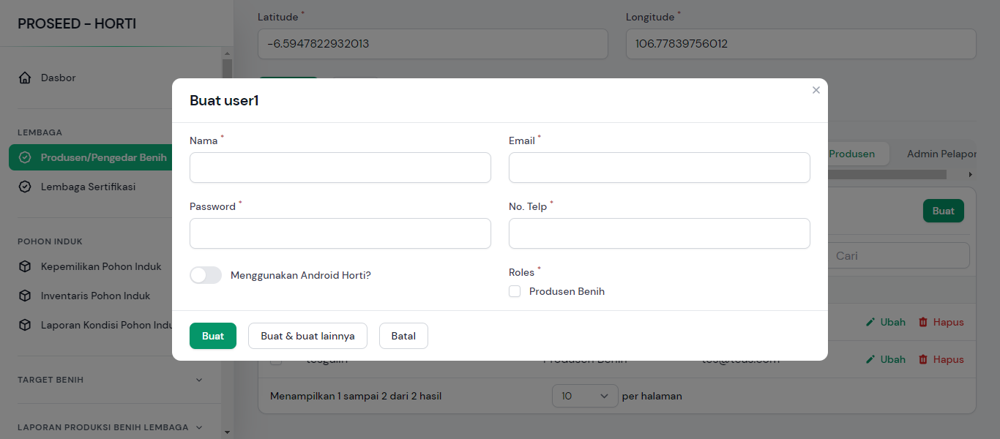 PROSEED - HORTI
Dasbor
LEMBAGA
Produsen/Pengedar Benih
Lembaga Sertifikasi
POHON INDUK
Kepemilikan Pohon Induk
Inventaris Pohon Induk
Laporan Kondisi Pohon Indu
TARGET BENIH
LAPORAN PRODUKSI BENIH LEMBAGA
Latitude *
Longitude *
-6.5947822932013
106.77839756012
Buat user1
Nama *
Email *
Password *
No. Telp *
Menggunakan Android Horti?
Roles *
Produsen Benih
Buat
Buat & buat lainnya
Batal
Produsen
Admin Pelapor
Buat
Cari
Ubah
Hapus
Produsen Benih
Ubah
Hapus
Menampilkan 1 sampai 2 dari 2 hasil
10
per halaman